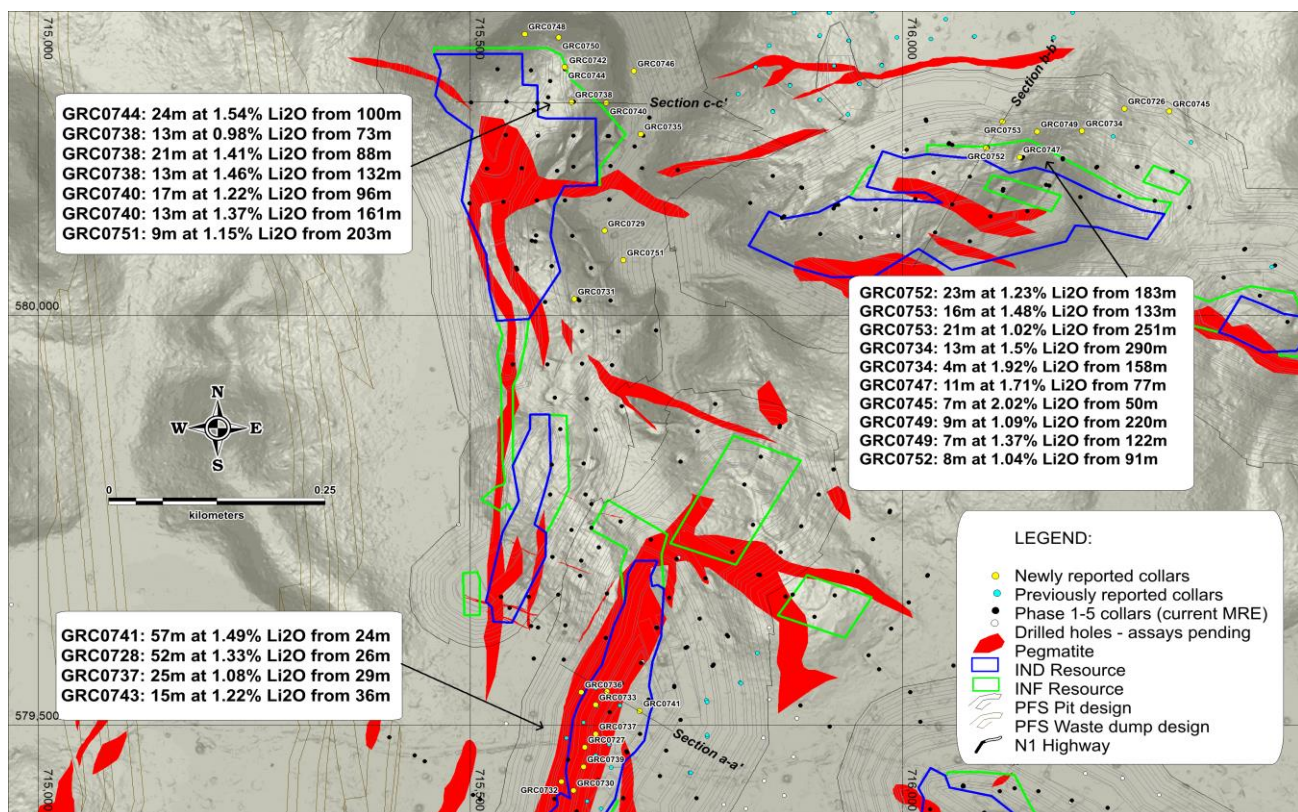 715,000
715,500
716,000
GRC0748
GRC0750
GRC0742
GRC0744
GRC0746
GRC0738
GRC0740
GRC0735
Section c-c'
Section b-b'
GRC0726
GRC0745
GRC0753
GRC0749
GRC0734
GRC0752
GRC0747
GRC0744: 24m at 1.54% Li2O from 100m
GRC0738: 13m at 0.98% Li2O from 73m
GRC0738: 21m at 1.41% Li2O from 88m
GRC0738: 13m at 1.46% Li2O from 132m
GRC0740: 17m at 1.22% Li2O from 96m
GRC0740: 13m at 1.37% Li2O from 161m
GRC0751: 9m at 1.15% Li2O from 203m
GRC0729
GRC0751
GRC0731
580,000
GRC0752: 23m at 1.23% Li2O from 183m
GRC0753: 16m at 1.48% Li2O from 133m
GRC0753: 21m at 1.02% Li2O from 251m
GRC0734: 13m at 1.5% Li2O from 290m
GRC0734: 4m at 1.92% Li2O from 158m
GRC0747: 11m at 1.71% Li2O from 77m
GRC0745: 7m at 2.02% Li2O from 50m
GRC0749: 9m at 1.09% Li2O from 220m
GRC0749: 7m at 1.37% Li2O from 122m
GRC0752: 8m at 1.04% Li2O from 91m
N
W E
S
0 0.25
kilometers
GRC0741: 57m at 1.49% Li2O from 24m
GRC0728: 52m at 1.33% Li2O from 26m
GRC0737: 25m at 1.08% Li2O from 29m
GRC0743: 15m at 1.22% Li2O from 36m
GRC0736
GRC0733
GRC0741
GRC0737
GRC0727
GRC0739
GRC0732
GRC0730
Section a-a'
579,500
715,000
715,500
716,000
LEGEND:
Newly reported collars
Previously reported collars
Phase 1-5 collars (current MRE)
Drilled holes - assays pending
Pegmatite
IND Resource
INF Resource
PFS Pit design
PFS Waste dump design
N1 Highway